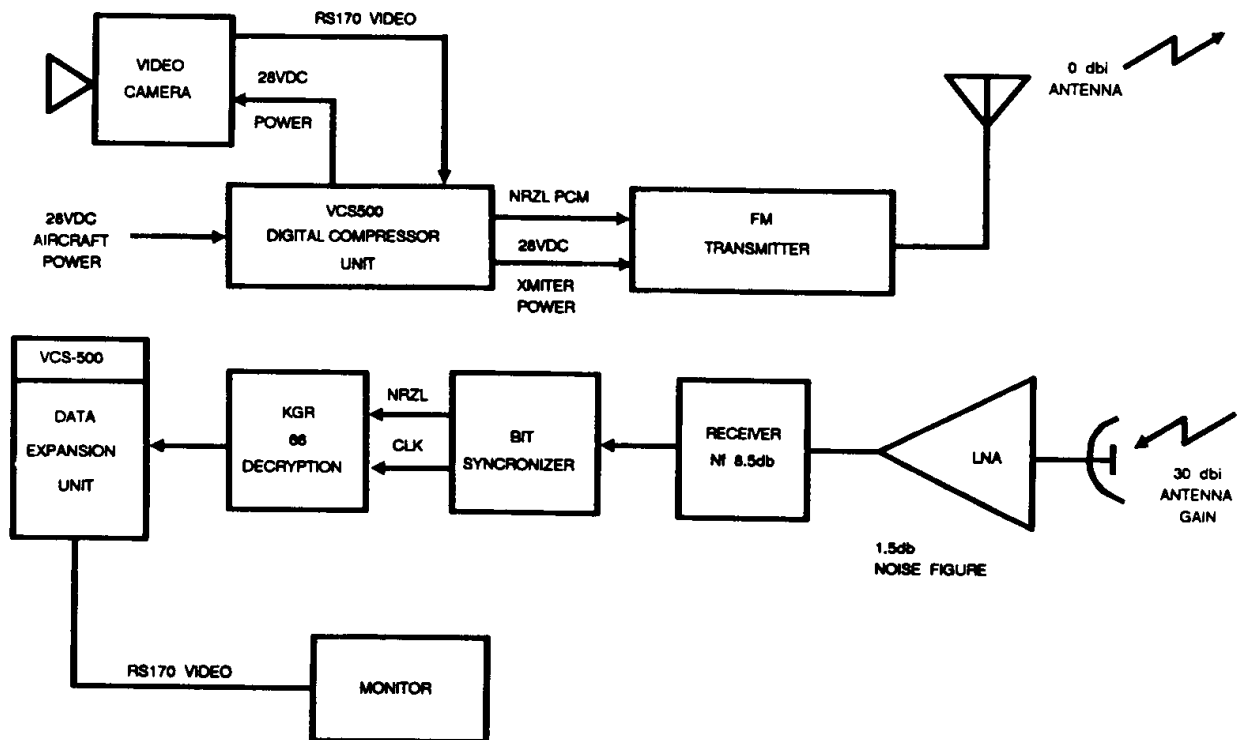 RS170 VIDEO
VIDEO
CAMERA
28VDC
POWER
0 dbi
ANTENNA
28VDC
AIRCRAFT
POWER
VCS500
DIGITAL COMPRESSOR
UNIT
NRZL PCM
28VDC
XMITER
POWER
FM
TRANSMITTER
VCS-500
DATA
EXPANSION
UNIT
KGR
66
DECRYPTION
NRZL
CLK
BIT
SYNCRONIZER
RECEIVER
Nf 8.5db
LNA
1.5db
NOISE FIGURE
30 dbi
ANTENNA
GAIN
RS170 VIDEO
MONITOR